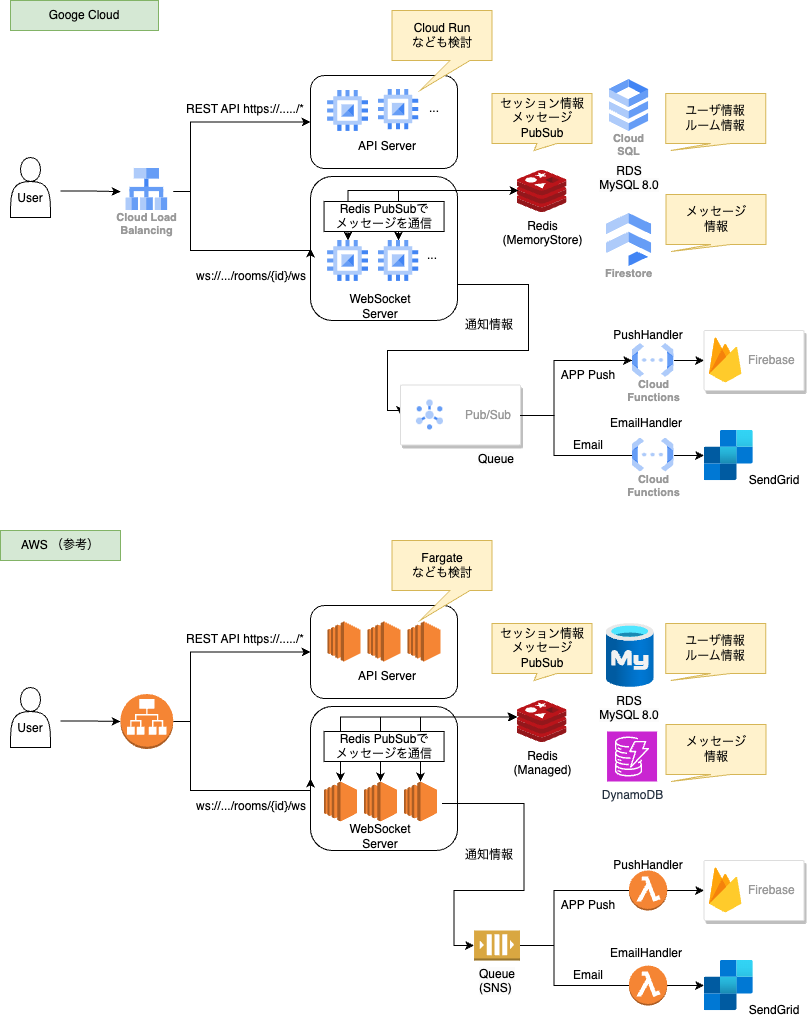 Googe Cloud
Cloud Run
なども検討
REST API https://...../*
...
API Server
セッション情報
メッセージ
PubSub
Cloud
SQL
ユーザ情報
ルーム情報
RDS
MySQL 8.0
User
Cloud Load
Balancing
Redis PubSubで
メッセージを通信
...
Redis
(MemoryStore)
メッセージ
情報
Firestore
ws://.../rooms/{id}/ws
WebSocket
Server
通知情報
PushHandler
APP Push
Cloud
Functions
Firebase
Pub/Sub
Queue
EmailHandler
Email
Cloud
Functions
SendGrid
AWS （参考）
Fargate
なども検討
REST API https://...../*
API Server
セッション情報
メッセージ
PubSub
My
ユーザ情報
ルーム情報
RDS
MySQL 8.0
User
Redis PubSubで
メッセージを通信
Redis
(Managed)
メッセージ
情報
DynamoDB
ws://.../rooms/{id}/ws
WebSocket
Server
通知情報
PushHandler
APP Push
Firebase
Queue
(SNS)
EmailHandler
Email
SendGrid